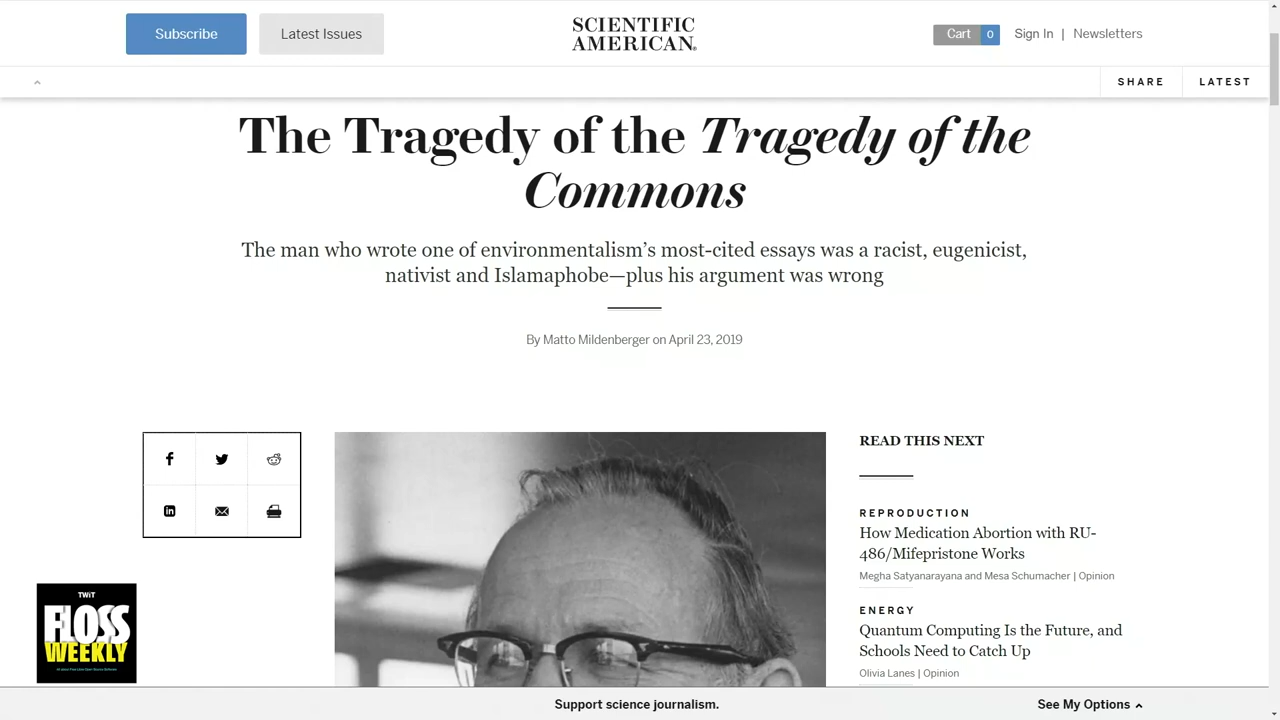 Subscribe
Latest Issues
SCIENTIFIC
AMERICAN®
Cart 0
Sign In | Newsletters
SHARE
LATEST
The Tragedy of the Tragedy of the
Commons
The man who wrote one of environmentalism’s most-cited essays was a racist, eugenicist,
nativist and Islamaphobe—plus his argument was wrong
By Matto Mildenberger on April 23, 2019
READ THIS NEXT
REPRODUCTION
How Medication Abortion with RU-
486/Mifepristone Works
Megha Satyanarayana and Mesa Schumacher | Opinion
ENERGY
Quantum Computing Is the Future, and
Schools Need to Catch Up
Olivia Lanes | Opinion
TWiT
FLOSS
WEEKLY
Support science journalism.
See My Options